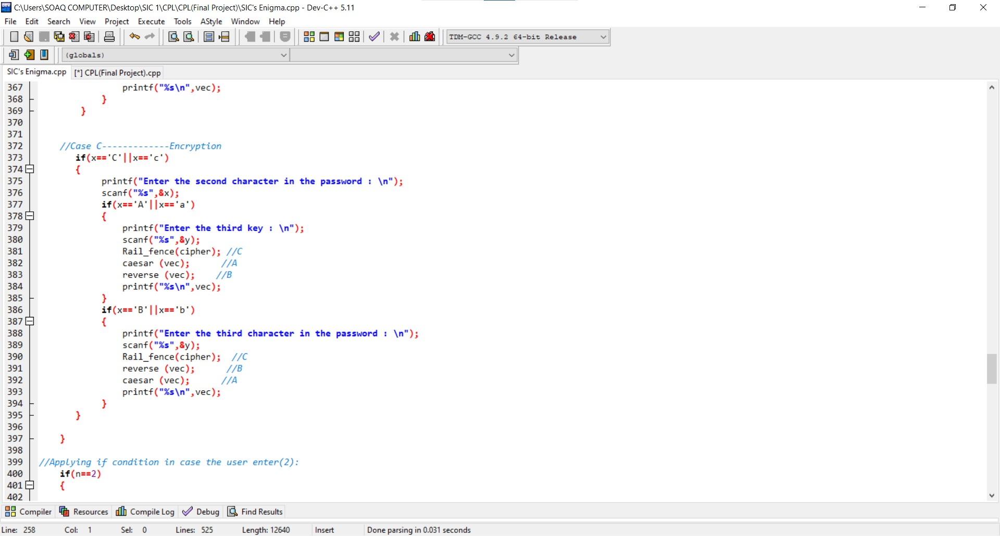 C:\Users\SOAQ COMPUTER\Desktop\SIC 1\CPL\CPL(Final Project)\SIC's Enigma.cpp - Dev-C++ 5.11
File Edit Search View Project Execute Tools AStyle Window Help
TDM-GCC 4.9.2 64-bit Release
(globals)
SIC's Enigma.cpp [*] CPL(Final Project).cpp
367 printf("%s\n",vec);
368 }
369 }
370
371
372 //Case C-------------Encryption
373 if(x=='C'||x=='c')
374 {
375 printf("Enter the second character in the password : \n");
376 scanf("%s",&x);
377 if(x=='A'||x=='a')
378 {
379 printf("Enter the third key : \n");
380 scanf("%s",&y);
381 Rail_fence(cipher); //C
382 caesar (vec); //A
383 reverse (vec); //B
384 printf("%s\n",vec);
385 }
386 if(x=='B'||x=='b')
387 {
388 printf("Enter the third character in the password : \n");
389 scanf("%s",&y);
390 Rail_fence(cipher); //C
391 reverse (vec); //B
392 caesar (vec); //A
393 printf("%s\n",vec);
394 }
395 }
396
397 }
398
399 //Applying if condition in case the user enter(2):
400 if(n==2)
401 {
402
Compiler Resources Compile Log Debug Find Results
Line: 258 Col: 1 Sel: 0 Lines: 525 Length: 12640 Insert Done parsing in 0.031 seconds